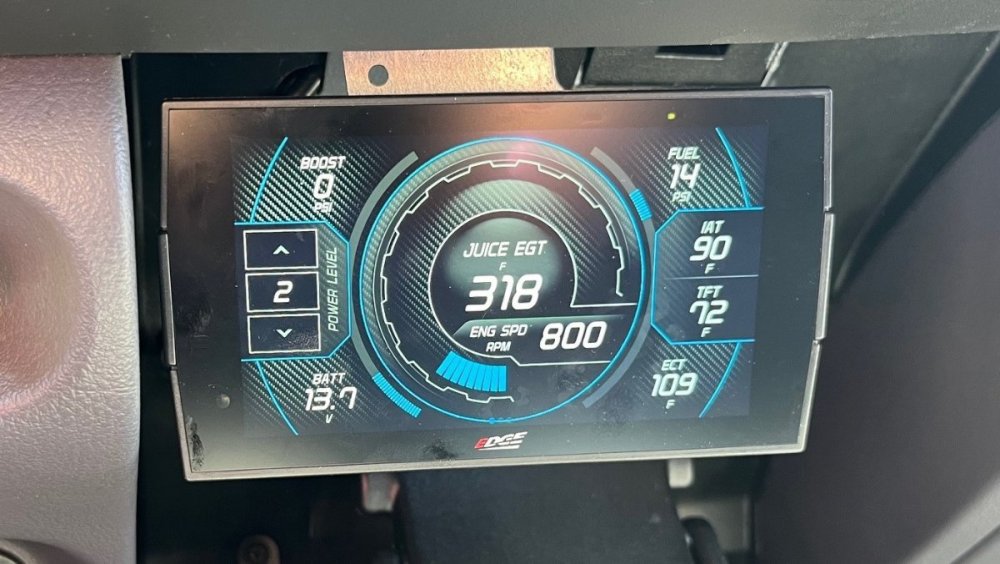 BOOST
0
PSI
FUEL
14
PSI
2
POWER LEVEL
JUICE EGT
F
318
ENG SPD
RPM
800
IAT
90
F
TFT
72
F
BATT
13.7
V
ECT
109
F
EDGE